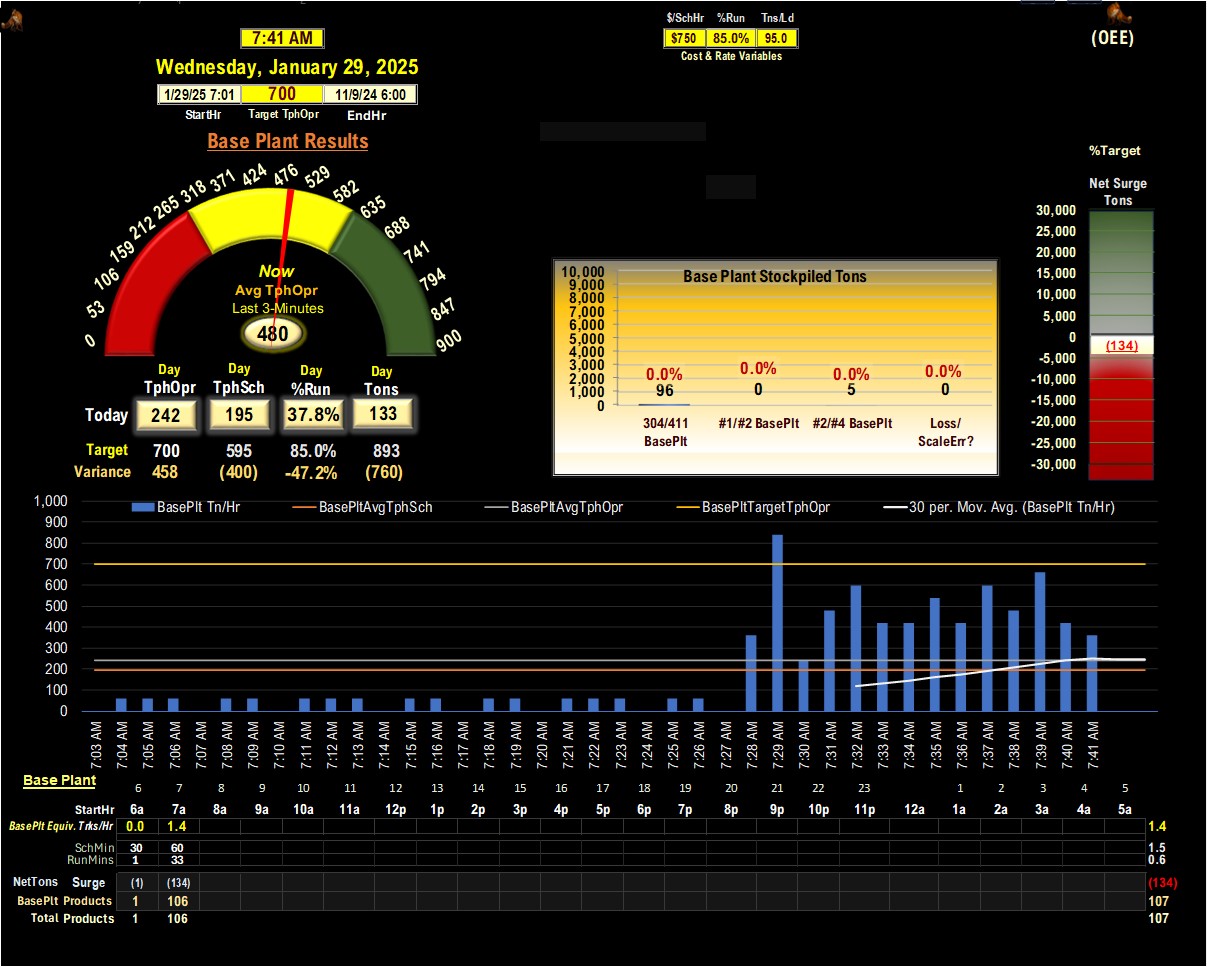 $/SchHr %Run Tns/Ld
7:41 AM $750 85.0% 95.0 (OEE)
Cost & Rate Variables
Wednesday, January 29, 2025
1/29/25 7:01 700 11/9/24 6:00
StartHr Target TphOpr EndHr
Base Plant Results
%Target
Net Surge
Tons
0 53 106 159 212 265 318 371 424 476 529 582 635 688 741 794 847 900
Now
Avg TphOpr
Last 3-Minutes
480
30,000
25,000
20,000
15,000
10,000
5,000
0
(134)
-5,000
-10,000
-15,000
-20,000
-25,000
-30,000
Base Plant Stockpiled Tons
10,000
9,000
8,000
7,000
6,000
5,000
4,000
3,000
2,000
1,000
0
0.0% 0.0% 0.0% 0.0%
96 0 5 0
304/411 BasePlt #1/#2 BasePlt #2/#4 BasePlt Loss/ ScaleErr?
Day Day Day Day
TphOpr TphSch %Run Tons
Today 242 195 37.8% 133
Target 700 595 85.0% 893
Variance 458 (400) -47.2% (760)
BasePlt Tn/Hr BasePltAvgTphSch BasePltAvgTphOpr BasePltTargetTphOpr 30 per. Mov. Avg. (BasePlt Tn/Hr)
1,000
900
800
700
600
500
400
300
200
100
0
7:03 AM 7:04 AM 7:05 AM 7:06 AM 7:07 AM 7:08 AM 7:09 AM 7:10 AM 7:11 AM 7:12 AM 7:13 AM 7:14 AM 7:15 AM 7:16 AM 7:17 AM 7:18 AM 7:19 AM 7:20 AM 7:21 AM 7:22 AM 7:23 AM 7:24 AM 7:25 AM 7:26 AM 7:27 AM 7:28 AM 7:29 AM 7:30 AM 7:31 AM 7:32 AM 7:33 AM 7:34 AM 7:35 AM 7:36 AM 7:37 AM 7:38 AM 7:39 AM 7:40 AM 7:41 AM
Base Plant
6 7 8 9 10 11 12 13 14 15 16 17 18 19 20 21 22 23 1 2 3 4 5
StartHr 6a 7a 8a 9a 10a 11a 12p 1p 2p 3p 4p 5p 6p 7p 8p 9p 10p 11p 12a 1a 2a 3a 4a 5a
BasePlt Equiv. Trks/Hr 0.0 1.4 1.4
SchMin 30 60 1.5
RunMins 1 33 0.6
NetTons Surge (1) (134) (134)
BasePlt Products 1 106 107
Total Products 1 106 107